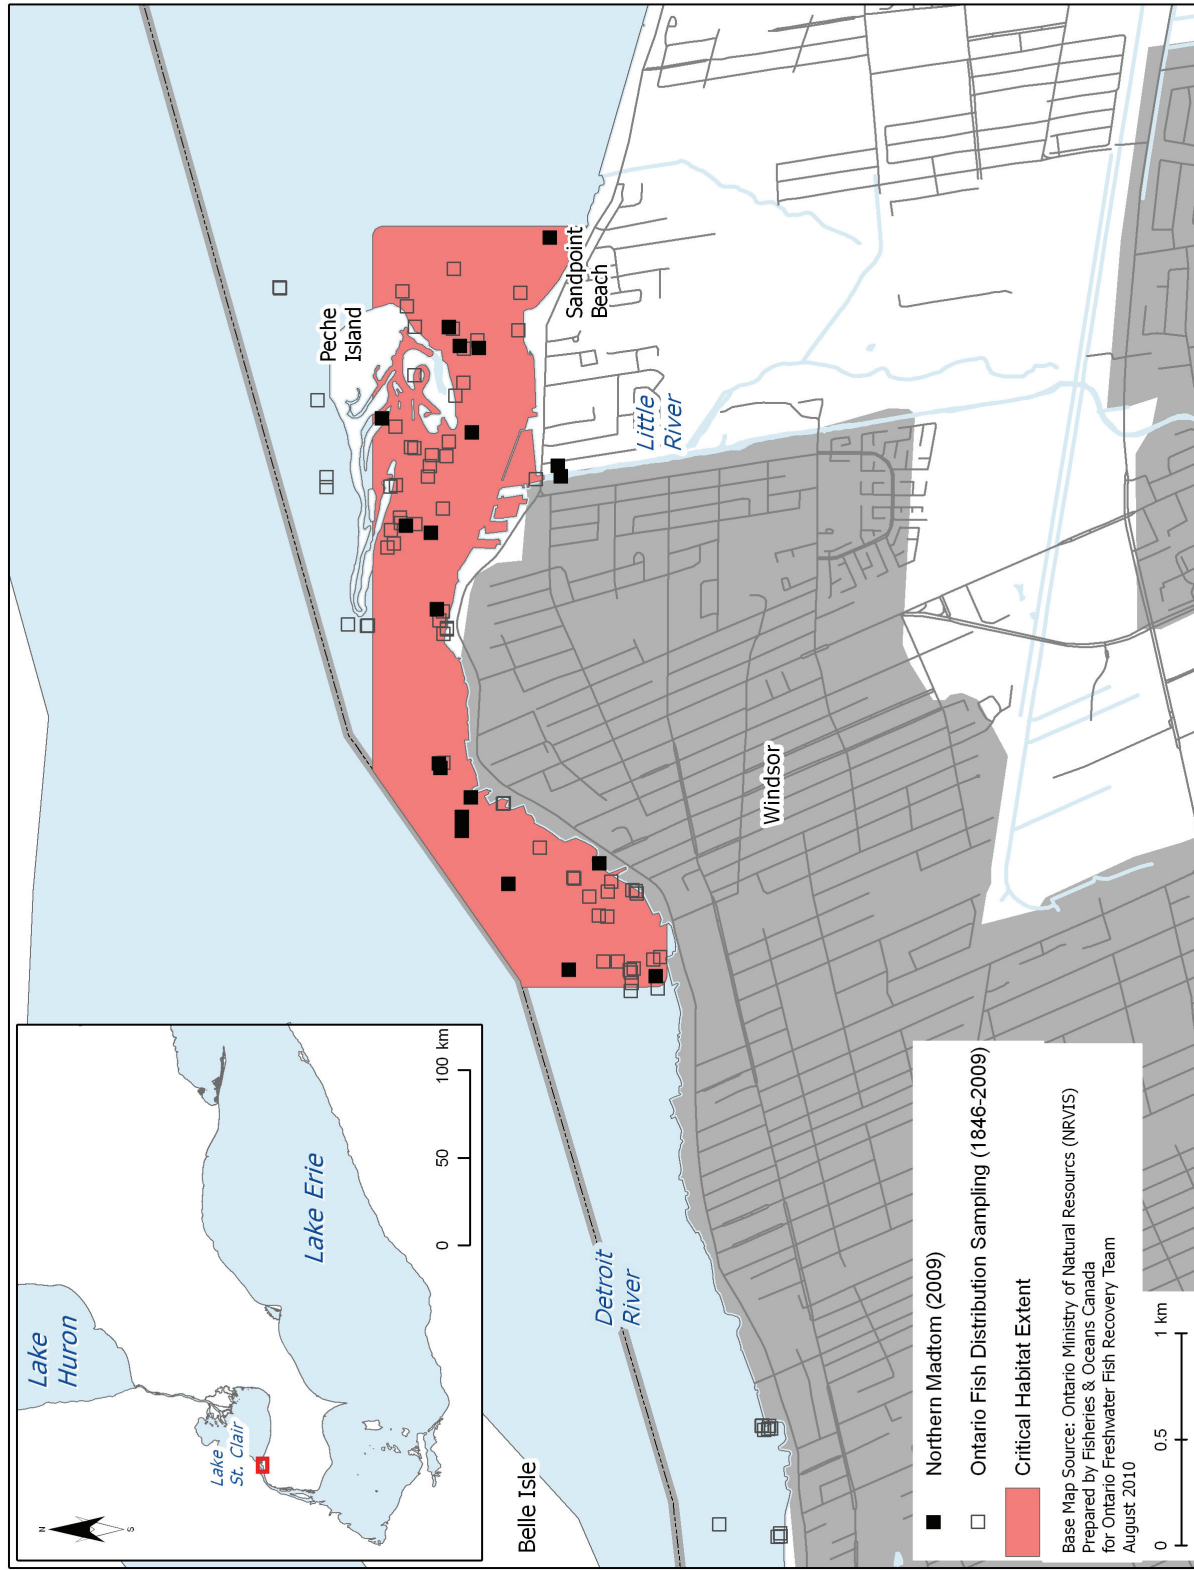 Lake
Huron
Lake
St. Clair
Lake Erie
N
S
0
50
100 km
Peche
Island
Sandpoint
Beach
Little
River
Windsor
Detroit
River
Belle Isle
Northern Madtom (2009)
Ontario Fish Distribution Sampling (1846-2009)
Critical Habitat Extent
Base Map Source: Ontario Ministry of Natural Resourcs (NRVIS)
Prepared by Fisheries & Oceans Canada
for Ontario Freshwater Fish Recovery Team
August 2010
0
0.5
1 km